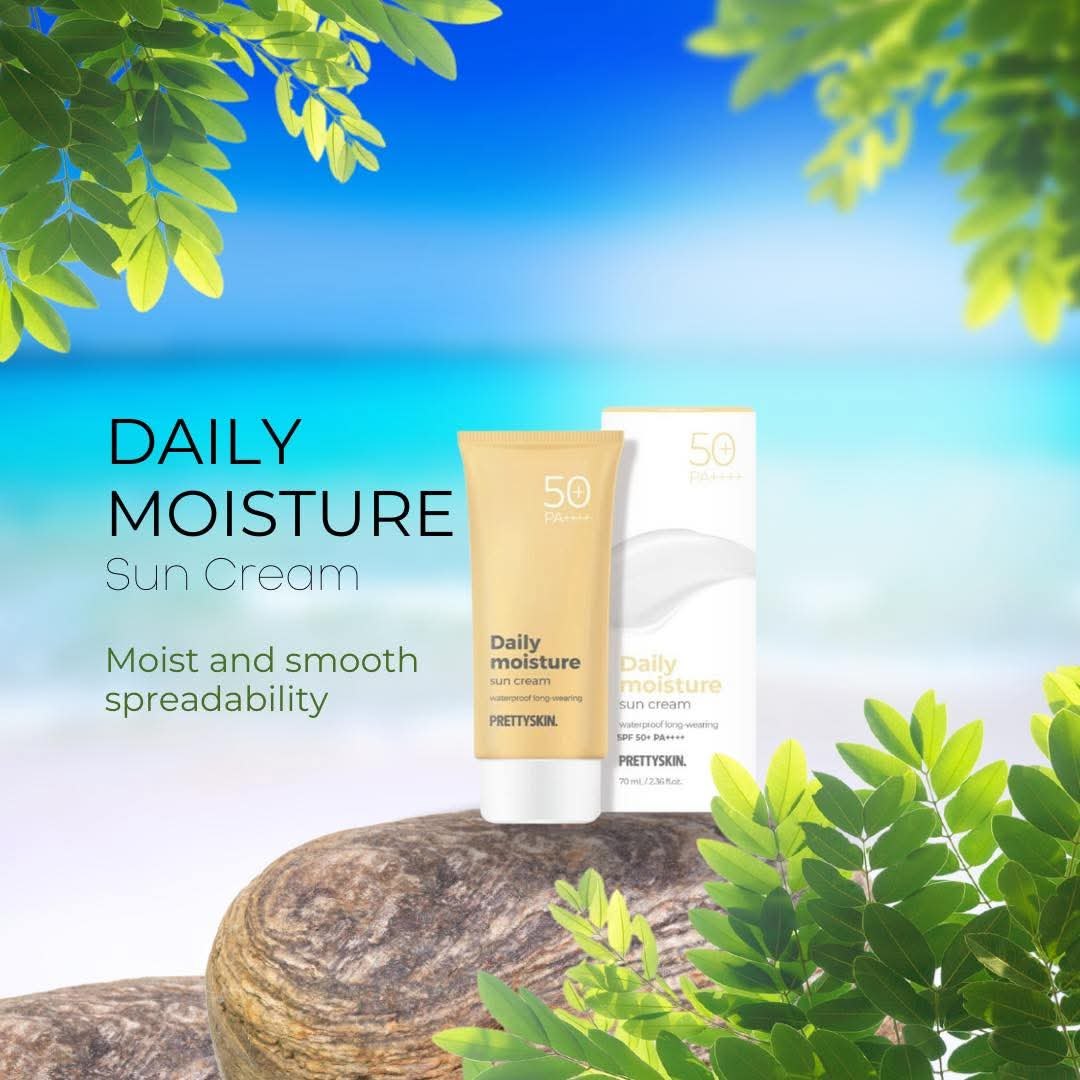 DAILY
MOISTURE
Sun Cream
Moist and smooth
spreadability
50+
PA++++
Daily
moisture
sun cream
waterproof long-wearing
PRETTYSKIN.
50+
PA++++
Daily
moisture
sun cream
waterproof long-wearing
SPF 50+ PA++++
PRETTYSKIN.
70 mL / 2.36 fl.oz.